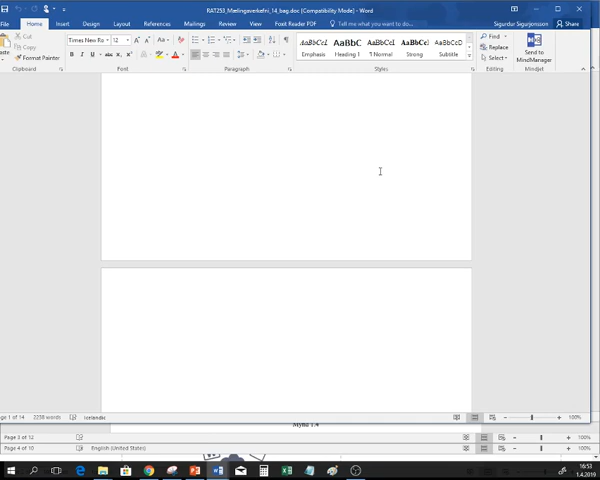 RAT253_Mælingaverkefni_14_bag.doc [Compatibility Mode] - Word
Sigurdur Sigurjonsson
Share
File
Home
Insert
Design
Layout
References
Mailings
Review
View
Foxit Reader PDF
Tell me what you want to do
Cut
Copy
Format Painter
Clipboard
Times New Ro
12
Font
Paragraph
AaBbCcI
Emphasis
AaBbC
Heading 1
AaBbCcI
¶ Normal
AaBbCcI
Strong
AaBbCcD
Subtitle
Styles
Find
Replace
Select
Editing
Send to
MindManager
Mindjet
ge 1 of 14
2238 words
Icelandic
100%
Mynd 1.4
Page 3 of 12
100%
Page 4 of 10
English (United States)
100%
16:53
1.4.2019